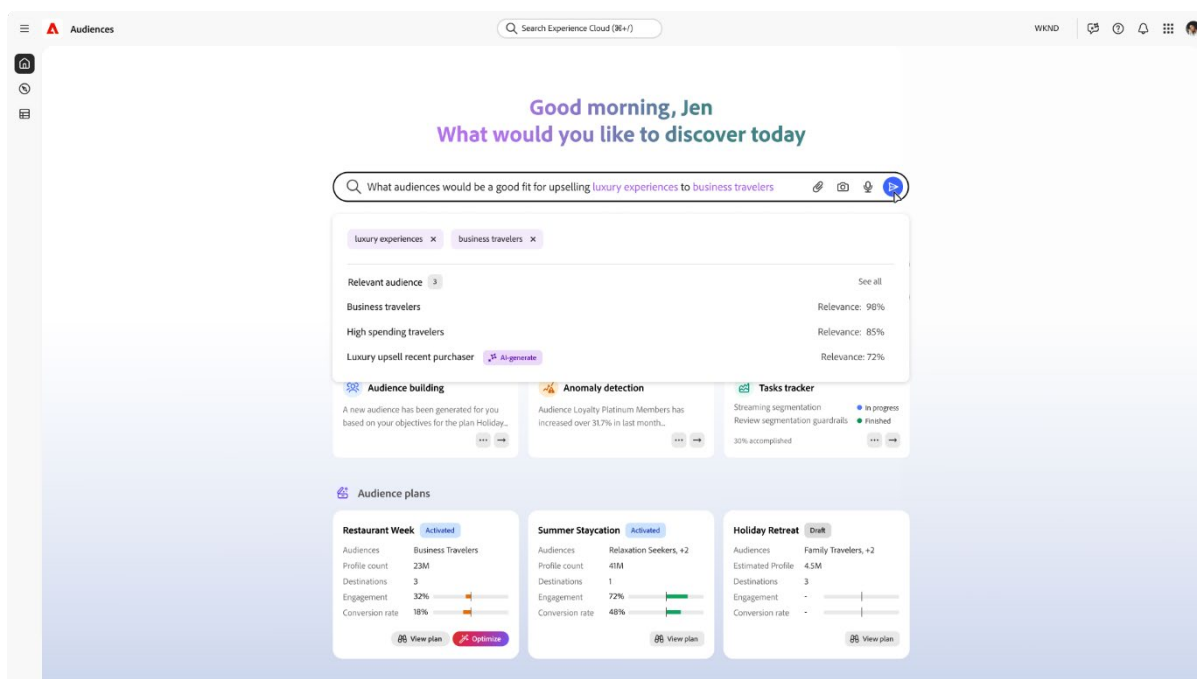 Audiences
Search Experience Cloud (⌘+/)
WKND
Good morning, Jen
What would you like to discover today
What audiences would be a good fit for upselling luxury experiences to business travelers
luxury experiences ×
business travelers ×
Relevant audience 3
See all
Business travelers
Relevance: 98%
High spending travelers
Relevance: 85%
Luxury upsell recent purchaser AI-generate
Relevance: 72%
Audience building
A new audience has been generated for you
based on your objectives for the plan Holiday...
Anomaly detection
Audience Loyalty Platinum Members has
increased over 31.7% in last month...
Tasks tracker
Streaming segmentation In progress
Review segmentation guardrails Finished
30% accomplished
Audience plans
Restaurant Week Activated
Audiences Business Travelers
Profile count 23M
Destinations 3
Engagement 32%
Conversion rate 18%
View plan
Optimize
Summer Staycation Activated
Audiences Relaxation Seekers, +2
Profile count 41M
Destinations 1
Engagement 72%
Conversion rate 48%
View plan
Holiday Retreat Draft
Audiences Family Travelers, +2
Estimated Profile 4.5M
Destinations 3
Engagement -
Conversion rate -
View plan